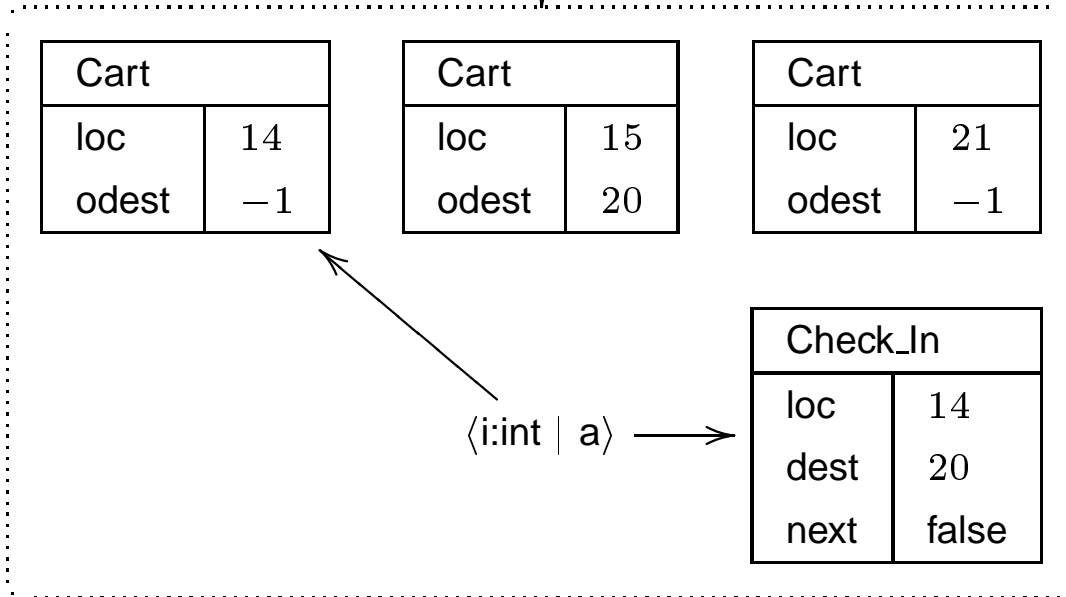 Cart
loc 14
odest −1
Cart
loc 15
odest 20
Cart
loc 21
odest −1
⟨i:int | a⟩
Check_In
loc 14
dest 20
next false